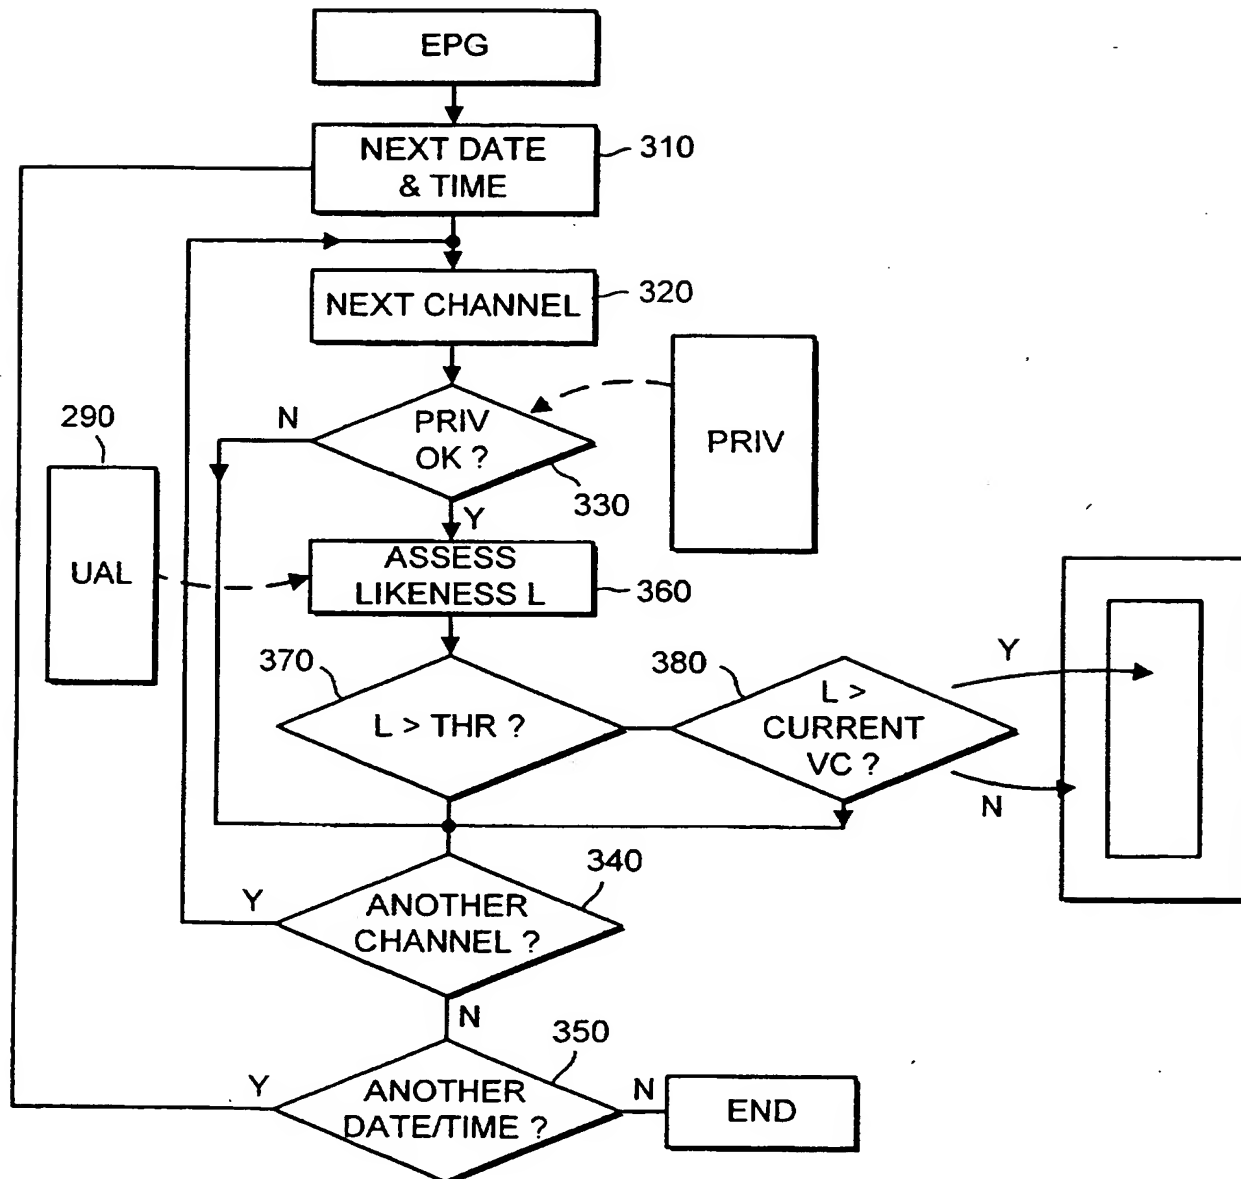 EPG
NEXT DATE
& TIME
310
NEXT CHANNEL
320
N
PRIV
OK ?
330
PRIV
290
UAL
Y
ASSESS
LIKENESS L
360
370
L > THR ?
380
L >
CURRENT
VC ?
Y
N
340
Y
ANOTHER
CHANNEL ?
N
350
Y
ANOTHER
DATE/TIME ?
N
END